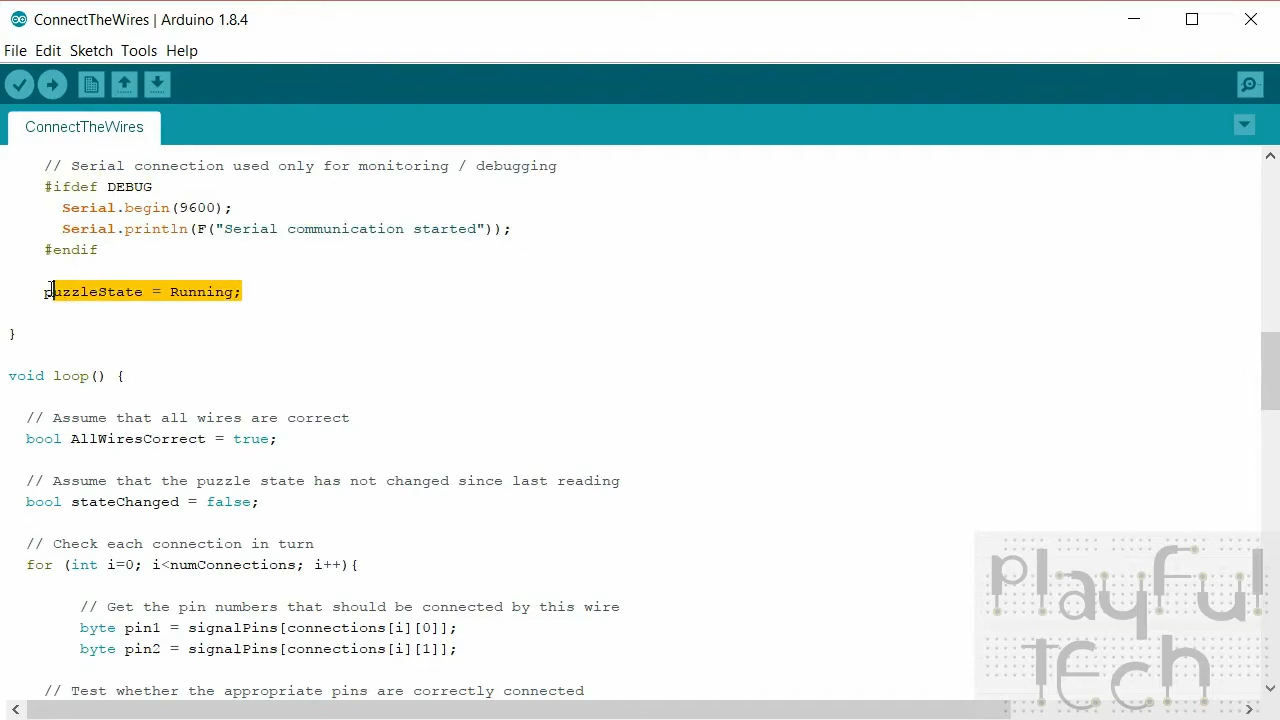 ConnectTheWires | Arduino 1.8.4
File Edit Sketch Tools Help
ConnectTheWires
// Serial connection used only for monitoring / debugging
#ifdef DEBUG
Serial.begin(9600);
Serial.println(F("Serial communication started"));
#endif
puzzleState = Running;
}
void loop() {
// Assume that all wires are correct
bool AllWiresCorrect = true;
// Assume that the puzzle state has not changed since last reading
bool stateChanged = false;
// Check each connection in turn
for (int i=0; i<numConnections; i++){
// Get the pin numbers that should be connected by this wire
byte pin1 = signalPins[connections[i][0]];
byte pin2 = signalPins[connections[i][1]];
// Test whether the appropriate pins are correctly connected
playful
TECh